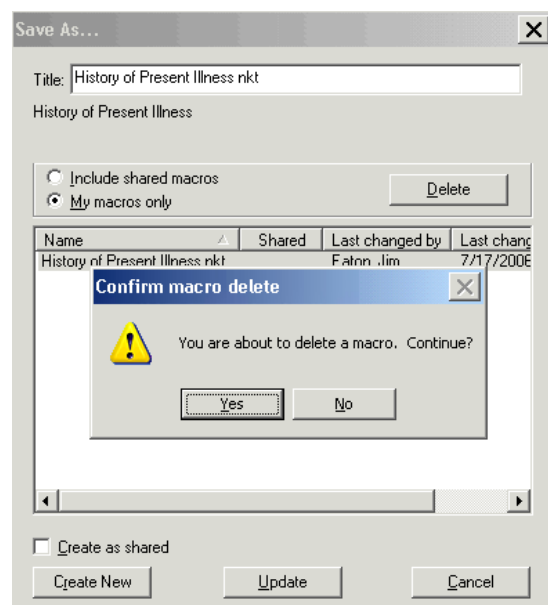 Save As...
Title: History of Present Illness nkt
History of Present Illness
Include shared macros
My macros only
Delete
Name Shared Last changed by Last chang
History of Present Illness nkt Eaton, Jim 7/17/2006
Confirm macro delete
You are about to delete a macro. Continue?
Yes No
Create as shared
Create New Update Cancel